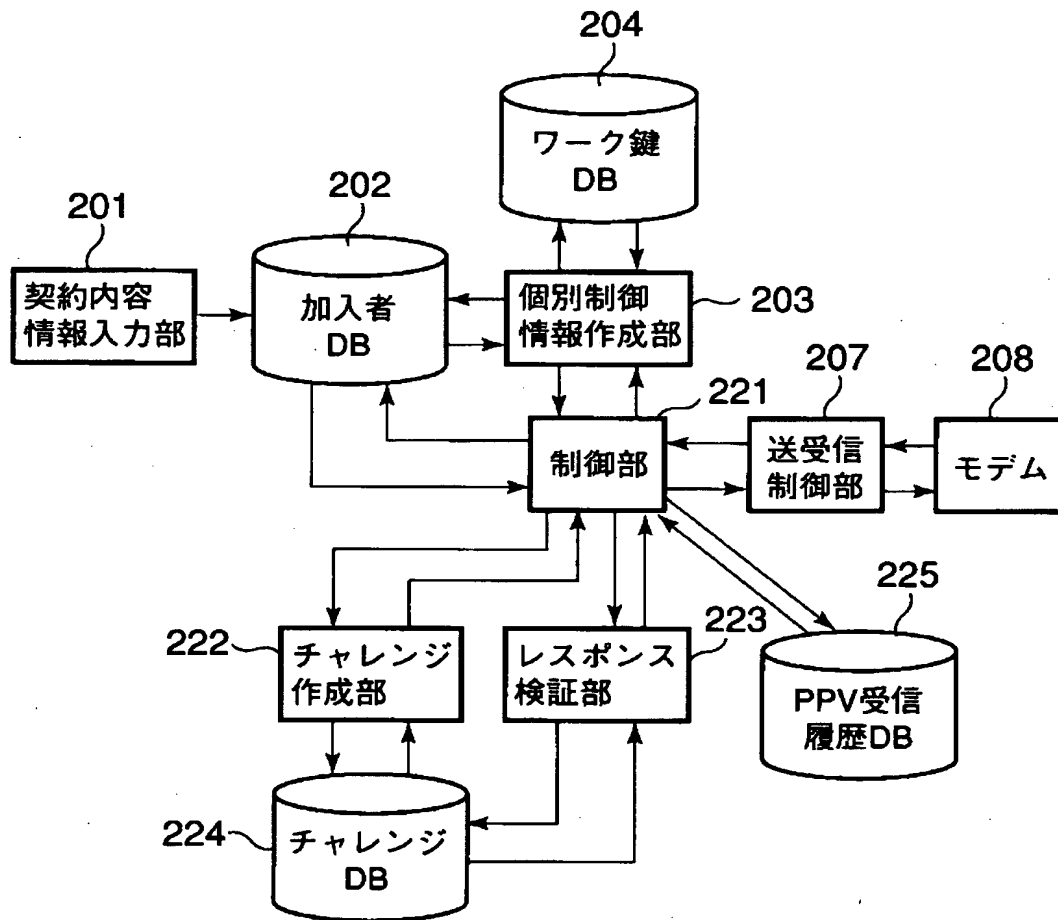 204
ワーク鍵
DB
202
201
加入者
DB
契約内容
情報入力部
個別制御
情報作成部
203
221
207
208
制御部
送受信
制御部
モデム
225
222
チャレンジ
作成部
223
レスポンス
検証部
PPV受信
履歴DB
224
チャレンジ
DB